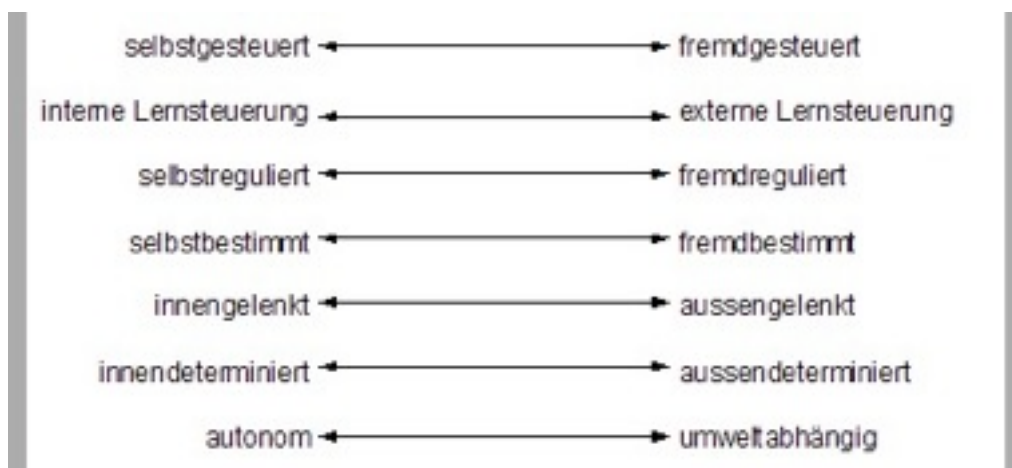 selbstgesteuert fremdgesteuert
interne Lernsteuerung externe Lernsteuerung
selbstreguliert fremdreguliert
selbstbestimmt fremdbestimmt
innengelenkt aussengelenkt
innendeterminiert aussendeterminiert
autonom umweltabhängig